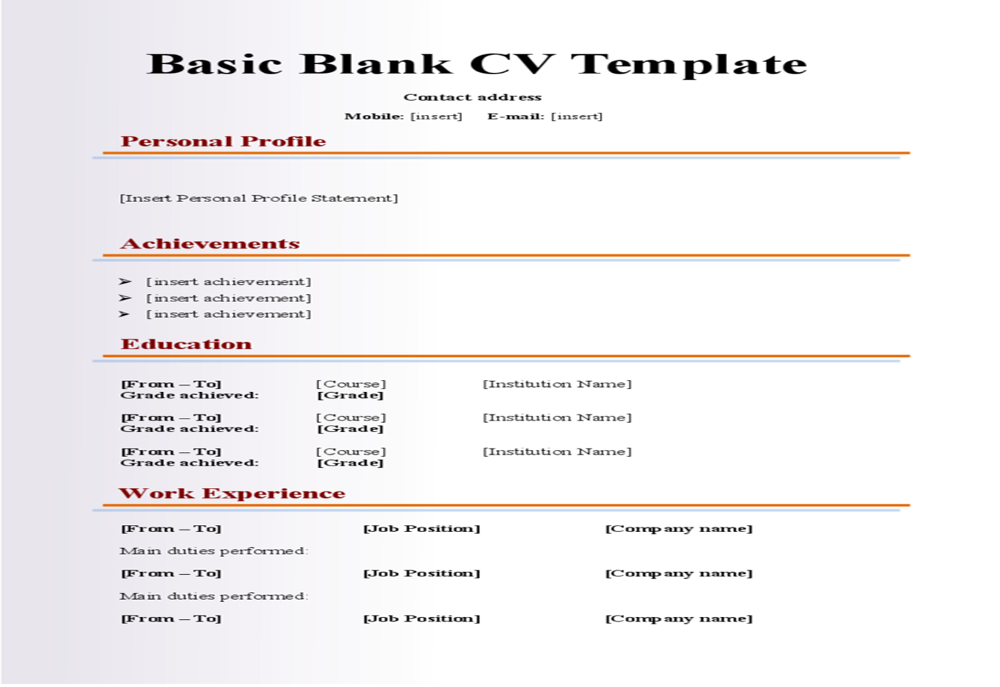 Basic Blank CV Template
Contact address
Mobile: [insert] E-mail: [insert]
Personal Profile
[Insert Personal Profile Statement]
Achievements
➢ [insert achievement]
➢ [insert achievement]
➢ [insert achievement]
Education
[From – To] [Course] [Institution Name]
Grade achieved: [Grade]
[From – To] [Course] [Institution Name]
Grade achieved: [Grade]
[From – To] [Course] [Institution Name]
Grade achieved: [Grade]
Work Experience
[From – To] [Job Position] [Company name]
Main duties performed:
[From – To] [Job Position] [Company name]
Main duties performed:
[From – To] [Job Position] [Company name]